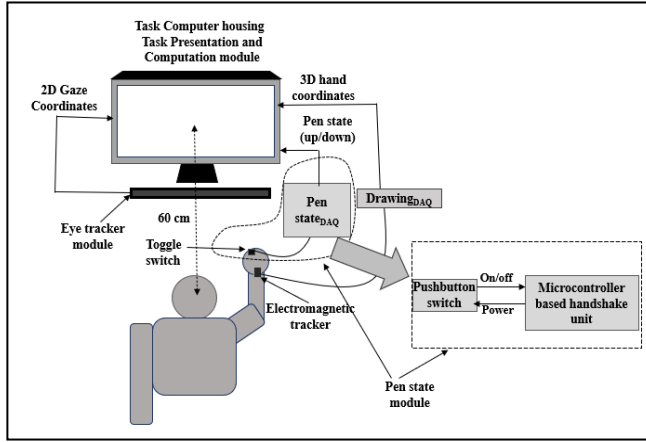 Task Computer housing
Task Presentation and
Computation module
2D Gaze
Coordinates
3D hand
coordinates
Pen state
(up/down)
Pen
stateDAQ
DrawingDAQ
60 cm
Eye tracker
module
Toggle
switch
Electromagnetic
tracker
Pushbutton
switch
On/off
Power
Microcontroller
based handshake
unit
Pen state
module